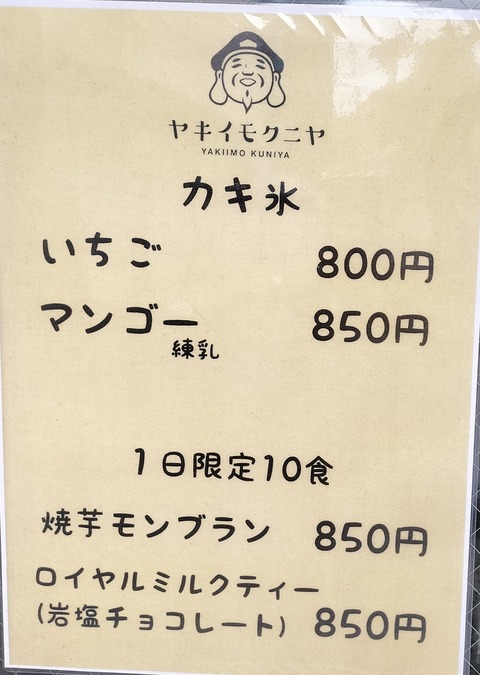 ヤキイモクニヤ
YAKIIMO KUNIYA
カキ氷
いちご 800円
マンゴー 850円
練乳
1日限定10食
焼芋モンブラン 850円
ロイヤルミルクティー
(岩塩チョコレート) 850円